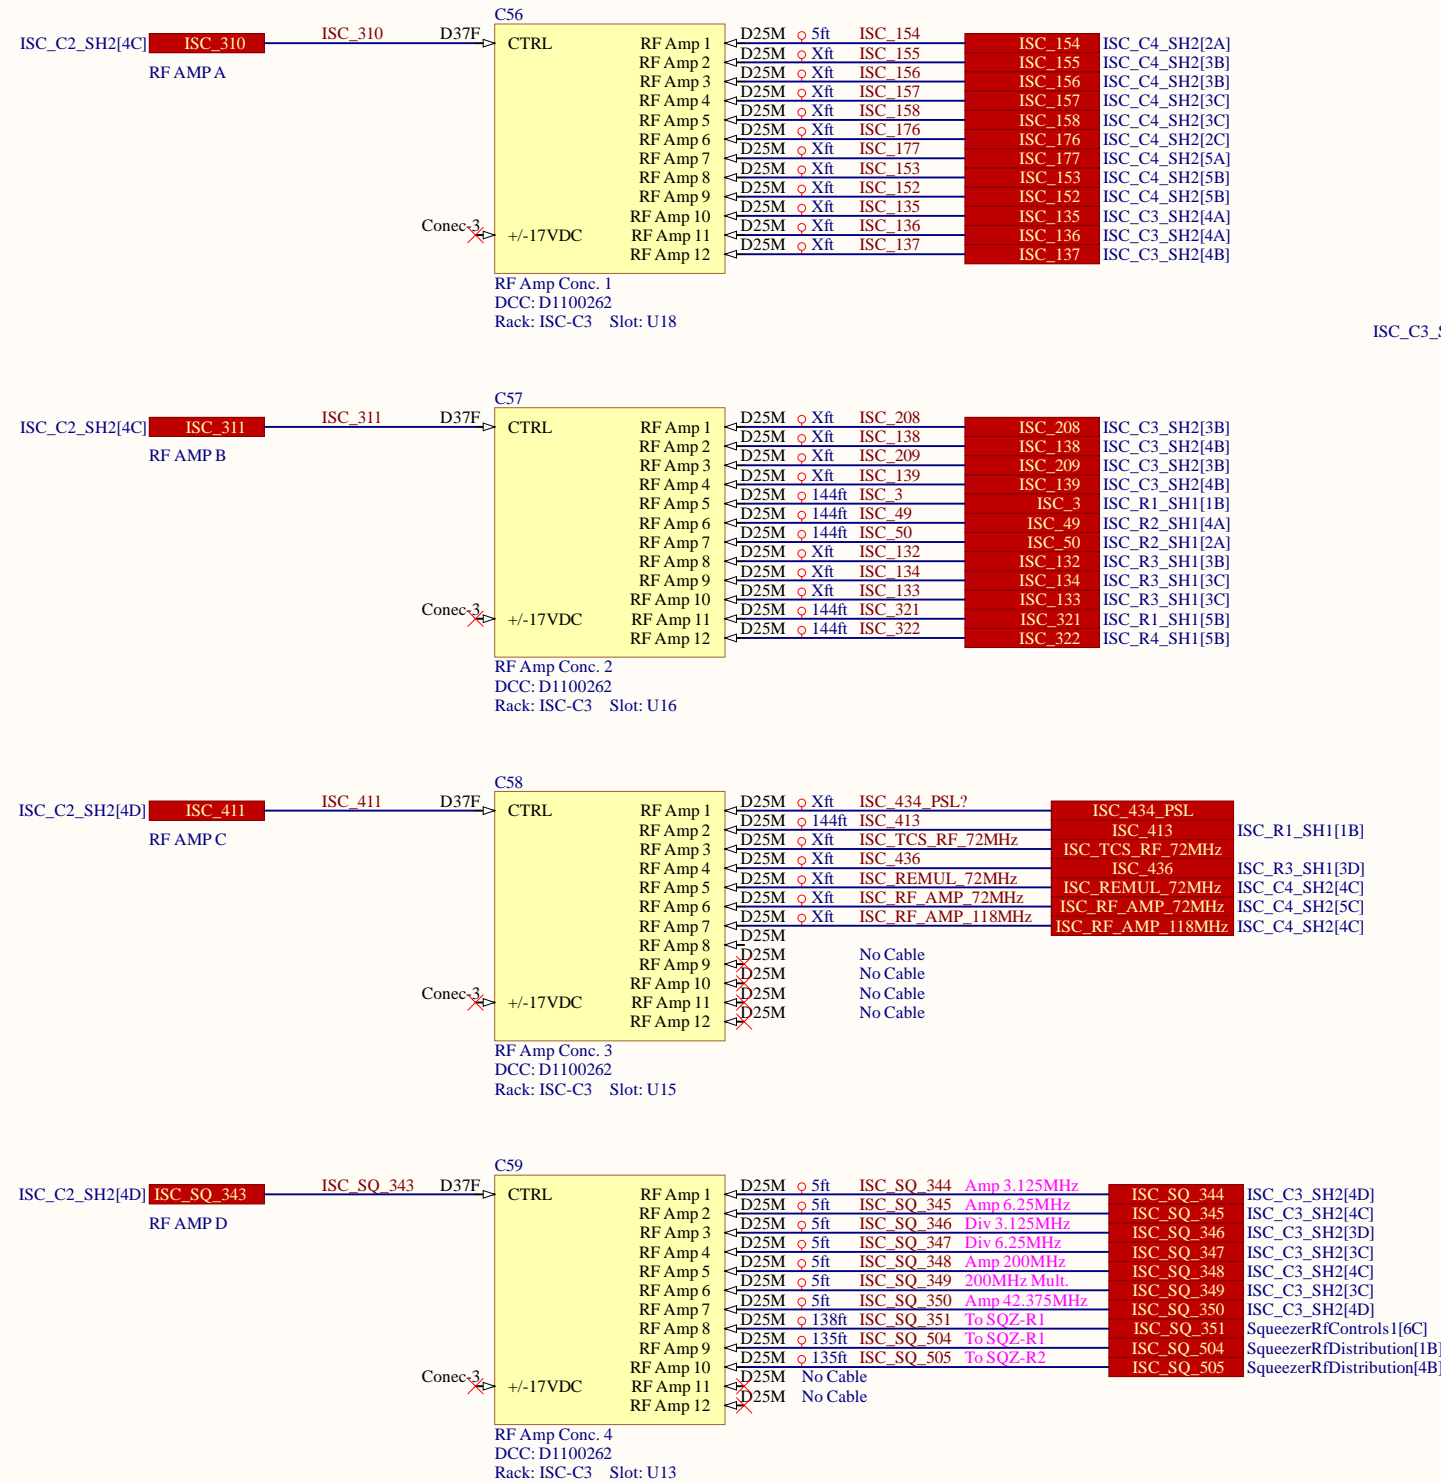 C56
ISC_C2_SH2[4C] ISC_310 ISC_310 D37F CTRL RF Amp 1 D25M 5ft ISC_154 ISC_154 ISC_C4_SH2[2A]
RF AMP A RF Amp 2 D25M Xft ISC_155 ISC_155 ISC_C4_SH2[3B]
RF Amp 3 D25M Xft ISC_156 ISC_156 ISC_C4_SH2[3B]
RF Amp 4 D25M Xft ISC_157 ISC_157 ISC_C4_SH2[3C]
RF Amp 5 D25M Xft ISC_158 ISC_158 ISC_C4_SH2[3C]
RF Amp 6 D25M Xft ISC_176 ISC_176 ISC_C4_SH2[2C]
RF Amp 7 D25M Xft ISC_177 ISC_177 ISC_C4_SH2[5A]
RF Amp 8 D25M Xft ISC_153 ISC_153 ISC_C4_SH2[5B]
RF Amp 9 D25M Xft ISC_152 ISC_152 ISC_C4_SH2[5B]
RF Amp 10 D25M Xft ISC_135 ISC_135 ISC_C3_SH2[4A]
Conec-3 +/-17VDC RF Amp 11 D25M Xft ISC_136 ISC_136 ISC_C3_SH2[4A]
RF Amp 12 D25M Xft ISC_137 ISC_137 ISC_C3_SH2[4B]
RF Amp Conc. 1
DCC: D1100262
Rack: ISC-C3 Slot: U18
ISC_C3_S
C57
ISC_C2_SH2[4C] ISC_311 ISC_311 D37F CTRL RF Amp 1 D25M Xft ISC_208 ISC_208 ISC_C3_SH2[3B]
RF AMP B RF Amp 2 D25M Xft ISC_138 ISC_138 ISC_C3_SH2[4B]
RF Amp 3 D25M Xft ISC_209 ISC_209 ISC_C3_SH2[3B]
RF Amp 4 D25M Xft ISC_139 ISC_139 ISC_C3_SH2[4B]
RF Amp 5 D25M 144ft ISC_3 ISC_3 ISC_R1_SH1[1B]
RF Amp 6 D25M 144ft ISC_49 ISC_49 ISC_R2_SH1[4A]
RF Amp 7 D25M 144ft ISC_50 ISC_50 ISC_R2_SH1[2A]
RF Amp 8 D25M Xft ISC_132 ISC_132 ISC_R3_SH1[3B]
RF Amp 9 D25M Xft ISC_134 ISC_134 ISC_R3_SH1[3C]
RF Amp 10 D25M Xft ISC_133 ISC_133 ISC_R3_SH1[3C]
Conec-3 +/-17VDC RF Amp 11 D25M 144ft ISC_321 ISC_321 ISC_R1_SH1[5B]
RF Amp 12 D25M 144ft ISC_322 ISC_322 ISC_R4_SH1[5B]
RF Amp Conc. 2
DCC: D1100262
Rack: ISC-C3 Slot: U16
C58
ISC_C2_SH2[4D] ISC_411 ISC_411 D37F CTRL RF Amp 1 D25M Xft ISC_434_PSL? ISC_434_PSL
RF AMP C RF Amp 2 D25M 144ft ISC_413 ISC_413 ISC_R1_SH1[1B]
RF Amp 3 D25M Xft ISC_TCS_RF_72MHz ISC_TCS_RF_72MHz
RF Amp 4 D25M Xft ISC_436 ISC_436 ISC_R3_SH1[3D]
RF Amp 5 D25M Xft ISC_REMUL_72MHz ISC_REMUL_72MHz ISC_C4_SH2[4C]
RF Amp 6 D25M Xft ISC_RF_AMP_72MHz ISC_RF_AMP_72MHz ISC_C4_SH2[5C]
RF Amp 7 D25M Xft ISC_RF_AMP_118MHz ISC_RF_AMP_118MHz ISC_C4_SH2[4C]
RF Amp 8 D25M
RF Amp 9 D25M No Cable
RF Amp 10 D25M No Cable
Conec-3 +/-17VDC RF Amp 11 D25M No Cable
RF Amp 12 D25M No Cable
RF Amp Conc. 3
DCC: D1100262
Rack: ISC-C3 Slot: U15
C59
ISC_C2_SH2[4D] ISC_SQ_343 ISC_SQ_343 D37F CTRL RF Amp 1 D25M 5ft ISC_SQ_344 Amp 3.125MHz ISC_SQ_344 ISC_C3_SH2[4D]
RF AMP D RF Amp 2 D25M 5ft ISC_SQ_345 Amp 6.25MHz ISC_SQ_345 ISC_C3_SH2[4C]
RF Amp 3 D25M 5ft ISC_SQ_346 Div 3.125MHz ISC_SQ_346 ISC_C3_SH2[3D]
RF Amp 4 D25M 5ft ISC_SQ_347 Div 6.25MHz ISC_SQ_347 ISC_C3_SH2[3C]
RF Amp 5 D25M 5ft ISC_SQ_348 Amp 200MHz ISC_SQ_348 ISC_C3_SH2[4C]
RF Amp 6 D25M 5ft ISC_SQ_349 200MHz Mult. ISC_SQ_349 ISC_C3_SH2[3C]
RF Amp 7 D25M 5ft ISC_SQ_350 Amp 42.375MHz ISC_SQ_350 ISC_C3_SH2[4D]
RF Amp 8 D25M 138ft ISC_SQ_351 To SQZ-R1 ISC_SQ_351 SqueezerRfControls1[6C]
RF Amp 9 D25M 135ft ISC_SQ_504 To SQZ-R1 ISC_SQ_504 SqueezerRfDistribution[1B]
RF Amp 10 D25M 135ft ISC_SQ_505 To SQZ-R2 ISC_SQ_505 SqueezerRfDistribution[4B]
Conec-3 +/-17VDC RF Amp 11 D25M No Cable
RF Amp 12 D25M No Cable
RF Amp Conc. 4
DCC: D1100262
Rack: ISC-C3 Slot: U13